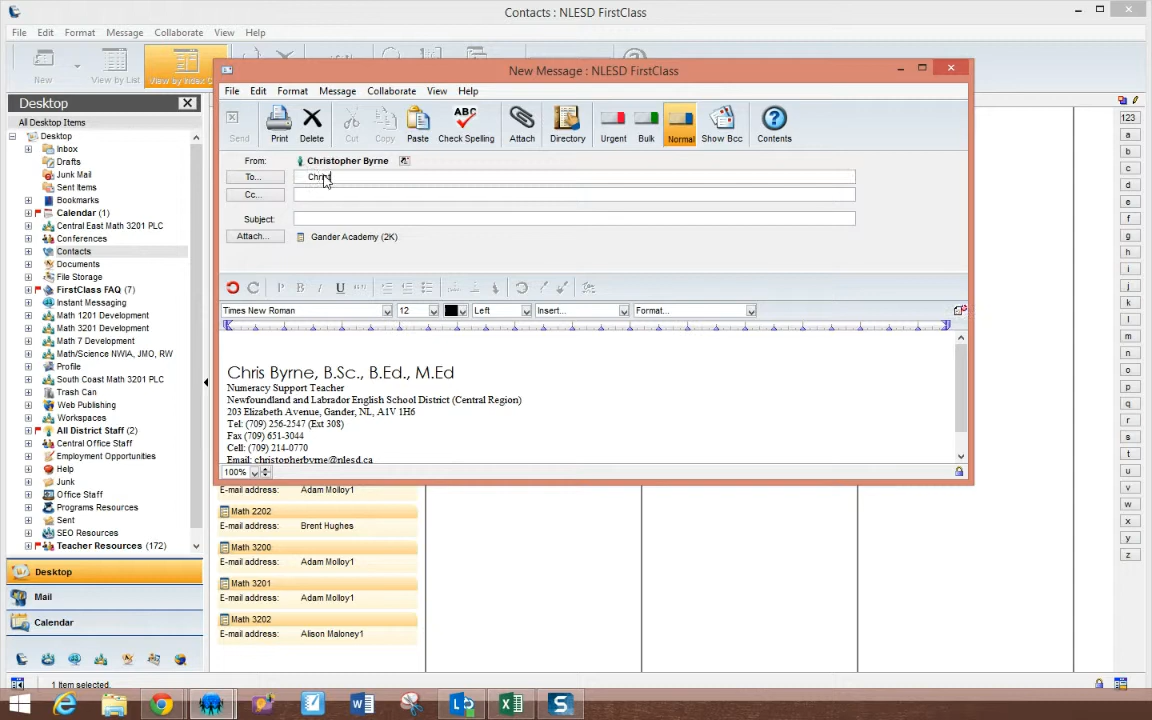 Contacts : NLESD FirstClass
File Edit Format Message Collaborate View Help
New View by List View by Index
New Message : NLESD FirstClass
File Edit Format Message Collaborate View Help
Send Print Delete Cut Copy Paste Check Spelling Attach Directory Urgent Bulk Normal Show Bcc Contents
ABC
From: Christopher Byrne
To...
Cc...
Subject:
Attach... Gander Academy (2K)
Times New Roman 12 Left Insert... Format...
Chris Byrne, B.Sc., B.Ed., M.Ed
Numeracy Support Teacher
Newfoundland and Labrador English School District (Central Region)
203 Elizabeth Avenue, Gander, NL, A1V 1H6
Tel: (709) 256-2547 (Ext 308)
Fax (709) 651-3044
Cell: (709) 214-0770
Email: christopherbyrne@nlesd.ca
100%
Desktop
All Desktop Items
Desktop
Inbox
Drafts
Junk Mail
Sent Items
Bookmarks
Calendar (1)
Central East Math 3201 PLC
Conferences
Contacts
Documents
File Storage
FirstClass FAQ (7)
Instant Messaging
Math 1201 Development
Math 3201 Development
Math 7 Development
Math/Science NWIA, JMO, RW
Profile
South Coast Math 3201 PLC
Trash Can
Web Publishing
Workspaces
All District Staff (2)
Central Office Staff
Employment Opportunities
Help
Junk
Office Staff
Programs Resources
Sent
SEO Resources
Teacher Resources (172)
Desktop
Mail
Calendar
E-mail address: Adam Molloy1
Math 2202
E-mail address: Brent Hughes
Math 3200
E-mail address: Adam Molloy1
Math 3201
E-mail address: Adam Molloy1
Math 3202
E-mail address: Alison Maloney1
123
a
b
c
d
e
f
g
h
i
j
k
l
m
n
o
p
q
r
s
t
u
v
w
x
y
z
1 item selected.